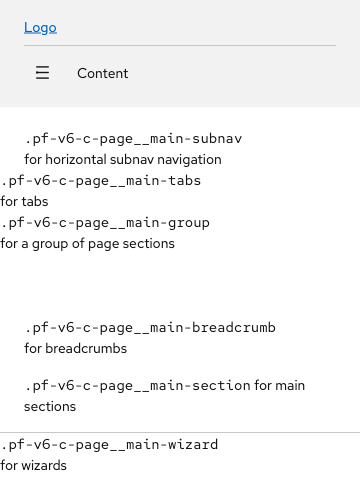 Logo
Content
.pf-v6-c-page__main-subnav
for horizontal subnav navigation
.pf-v6-c-page__main-tabs
for tabs
.pf-v6-c-page__main-group
for a group of page sections
.pf-v6-c-page__main-breadcrumb
for breadcrumbs
.pf-v6-c-page__main-section for main
sections
.pf-v6-c-page__main-wizard
for wizards